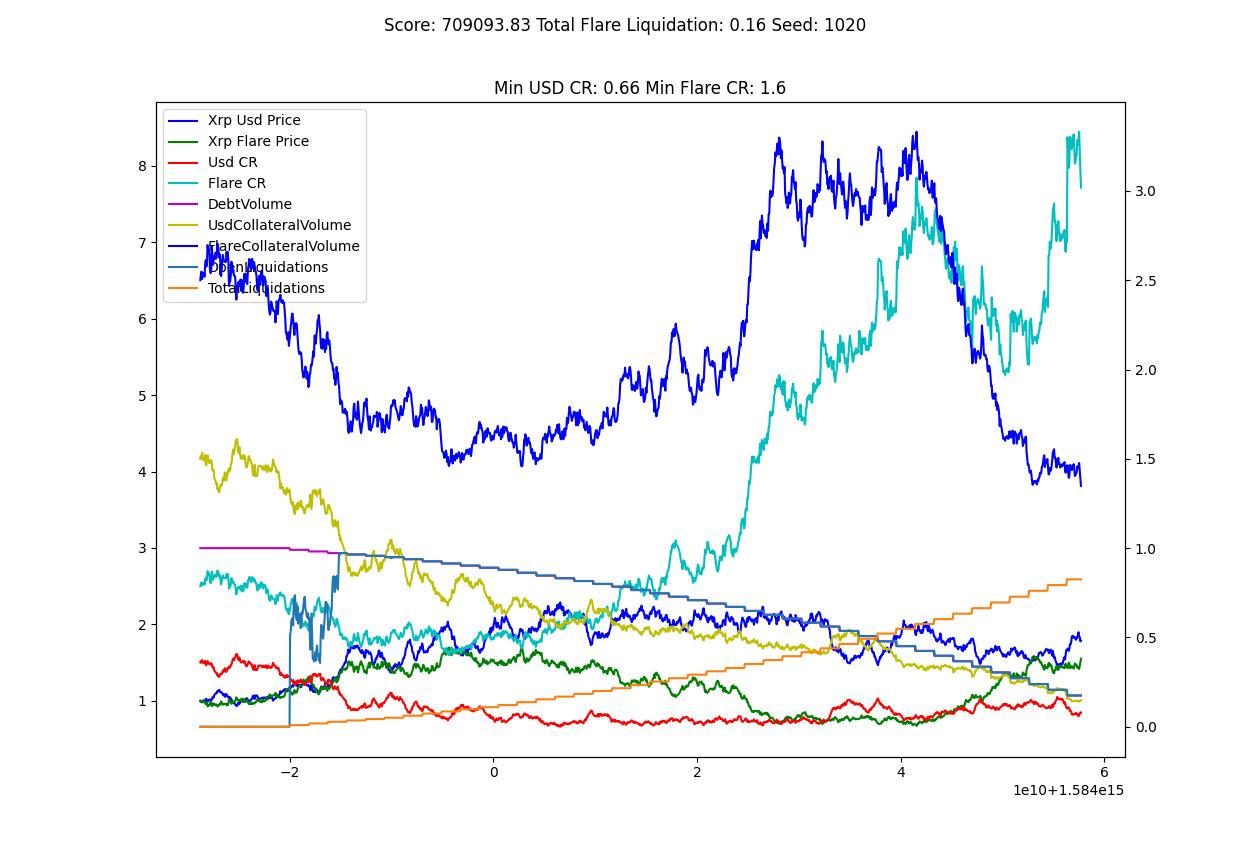 Score: 709093.83 Total Flare Liquidation: 0.16 Seed: 1020
Min USD CR: 0.66 Min Flare CR: 1.6
Xrp Usd Price
Xrp Flare Price
Usd CR
Flare CR
DebtVolume
UsdCollateralVolume
FlareCollateralVolume
OpenLiquidations
TotalLiquidations
8
7
6
5
4
3
2
1
3.0
2.5
2.0
1.5
1.0
0.5
0.0
−2
0
2
4
6
1e10+1.584e15